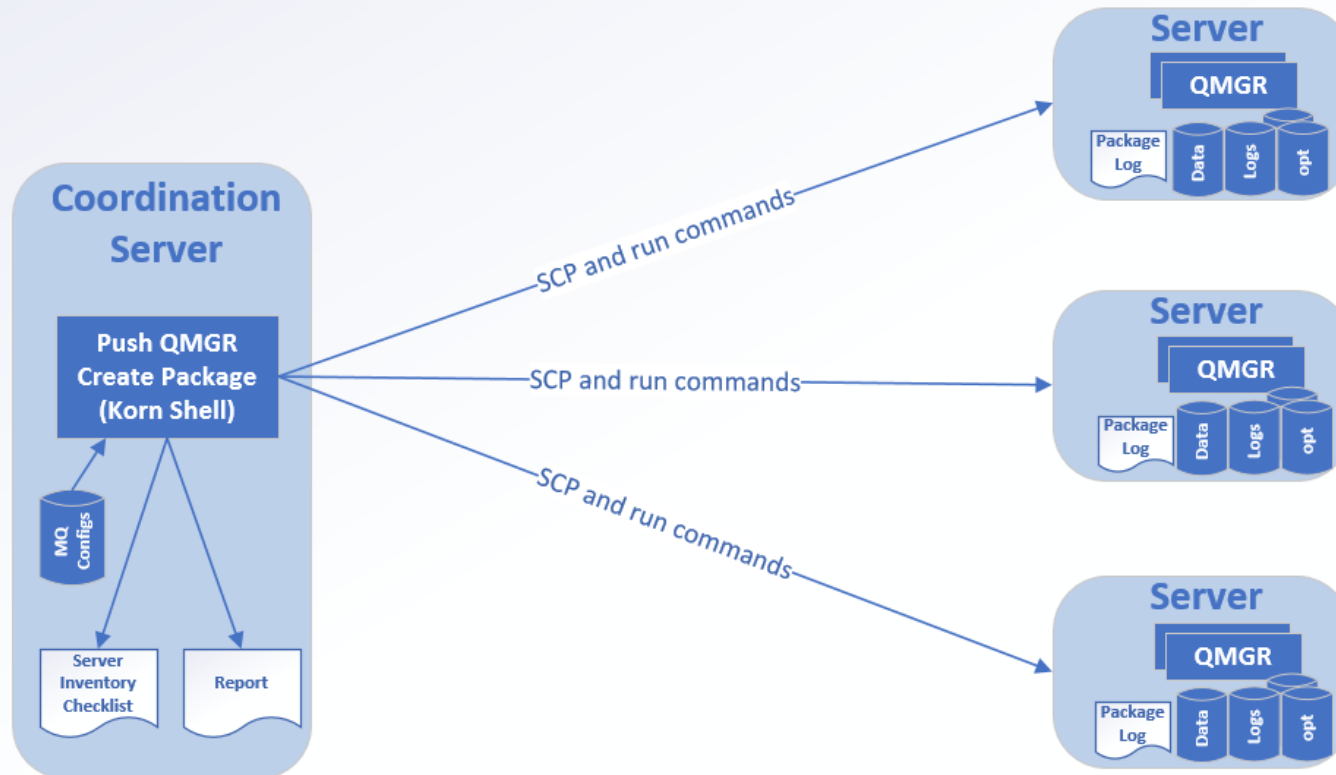 Coordination
Server
Push QMGR
Create Package
(Korn Shell)
MQ
Configs
Server
Inventory
Checklist
Report
SCP and run commands
SCP and run commands
SCP and run commands
Server
QMGR
Package
Log
Data
Logs
opt
Server
QMGR
Package
Log
Data
Logs
opt
Server
QMGR
Package
Log
Data
Logs
opt